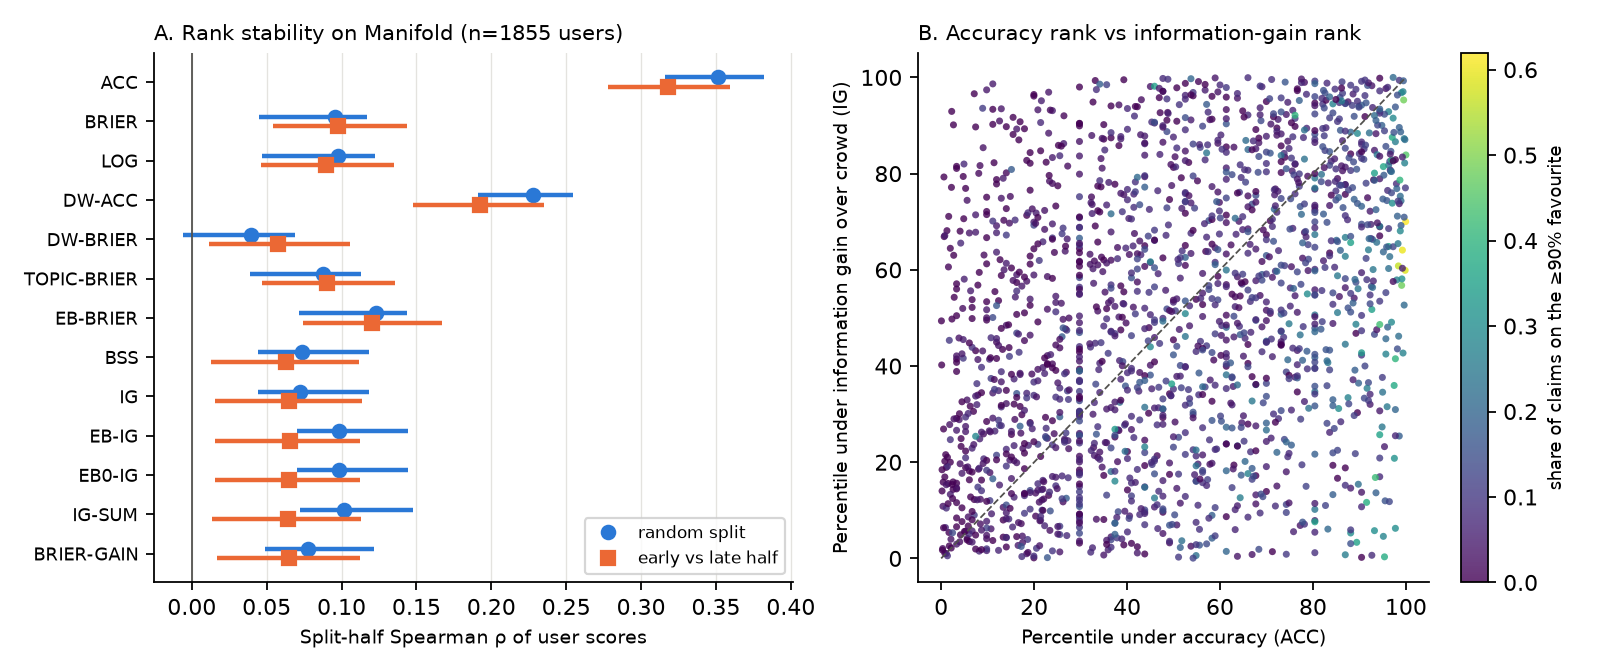 A. Rank stability on Manifold (n=1855 users)
ACC
BRIER
LOG
DW-ACC
DW-BRIER
TOPIC-BRIER
EB-BRIER
BSS
IG
EB-IG
EB0-IG
IG-SUM
BRIER-GAIN
random split
early vs late half
0.00 0.05 0.10 0.15 0.20 0.25 0.30 0.35 0.40
Split-half Spearman ρ of user scores
B. Accuracy rank vs information-gain rank
Percentile under information gain over crowd (IG)
100
80
60
40
20
0
0 20 40 60 80 100
Percentile under accuracy (ACC)
0.6
0.5
0.4
0.3
0.2
0.1
0.0
share of claims on the ≥90% favourite